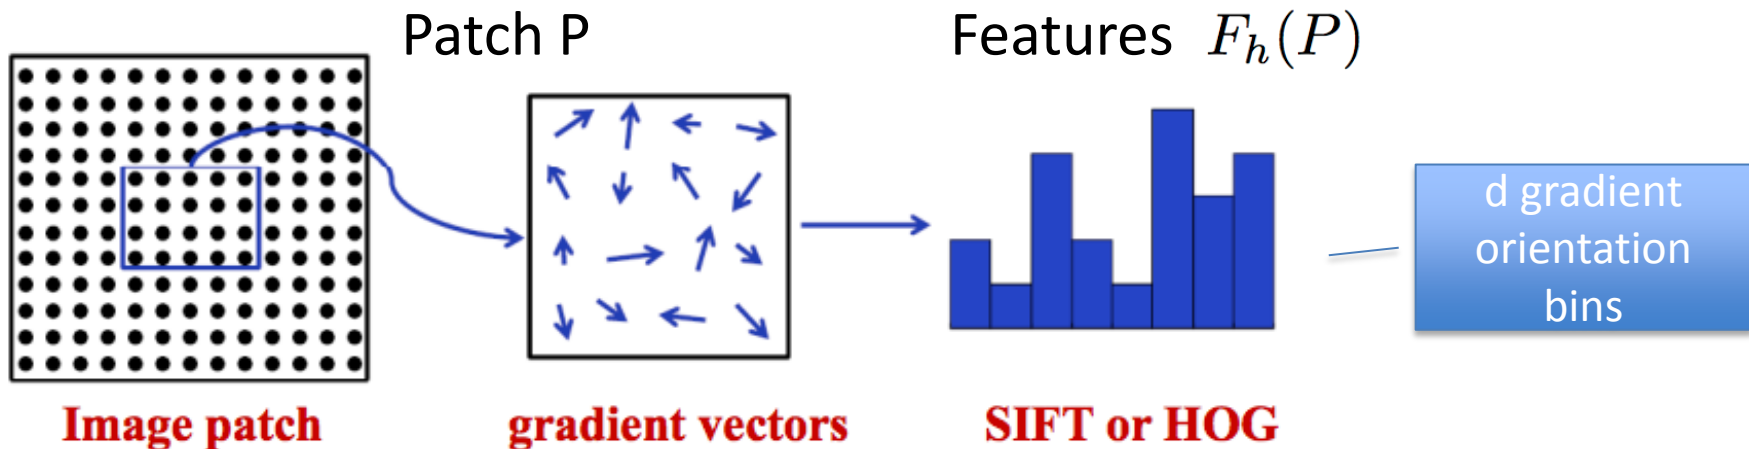 Patch P
Features F_h(P)
d gradient
orientation
bins
Image patch
gradient vectors
SIFT or HOG